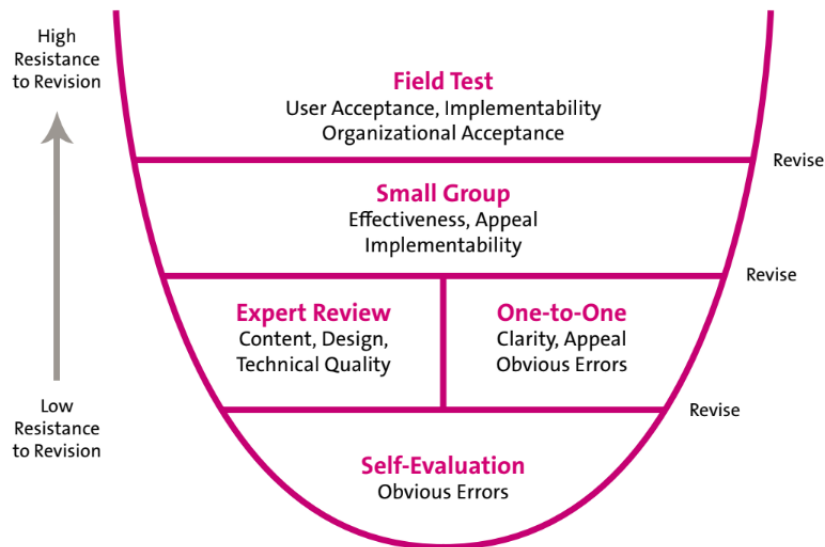 High
Resistance
to Revision
Field Test
User Acceptance, Implementability
Organizational Acceptance
Revise
Small Group
Effectiveness, Appeal
Implementability
Revise
Expert Review
Content, Design,
Technical Quality
One-to-One
Clarity, Appeal
Obvious Errors
Revise
Low
Resistance
to Revision
Self-Evaluation
Obvious Errors